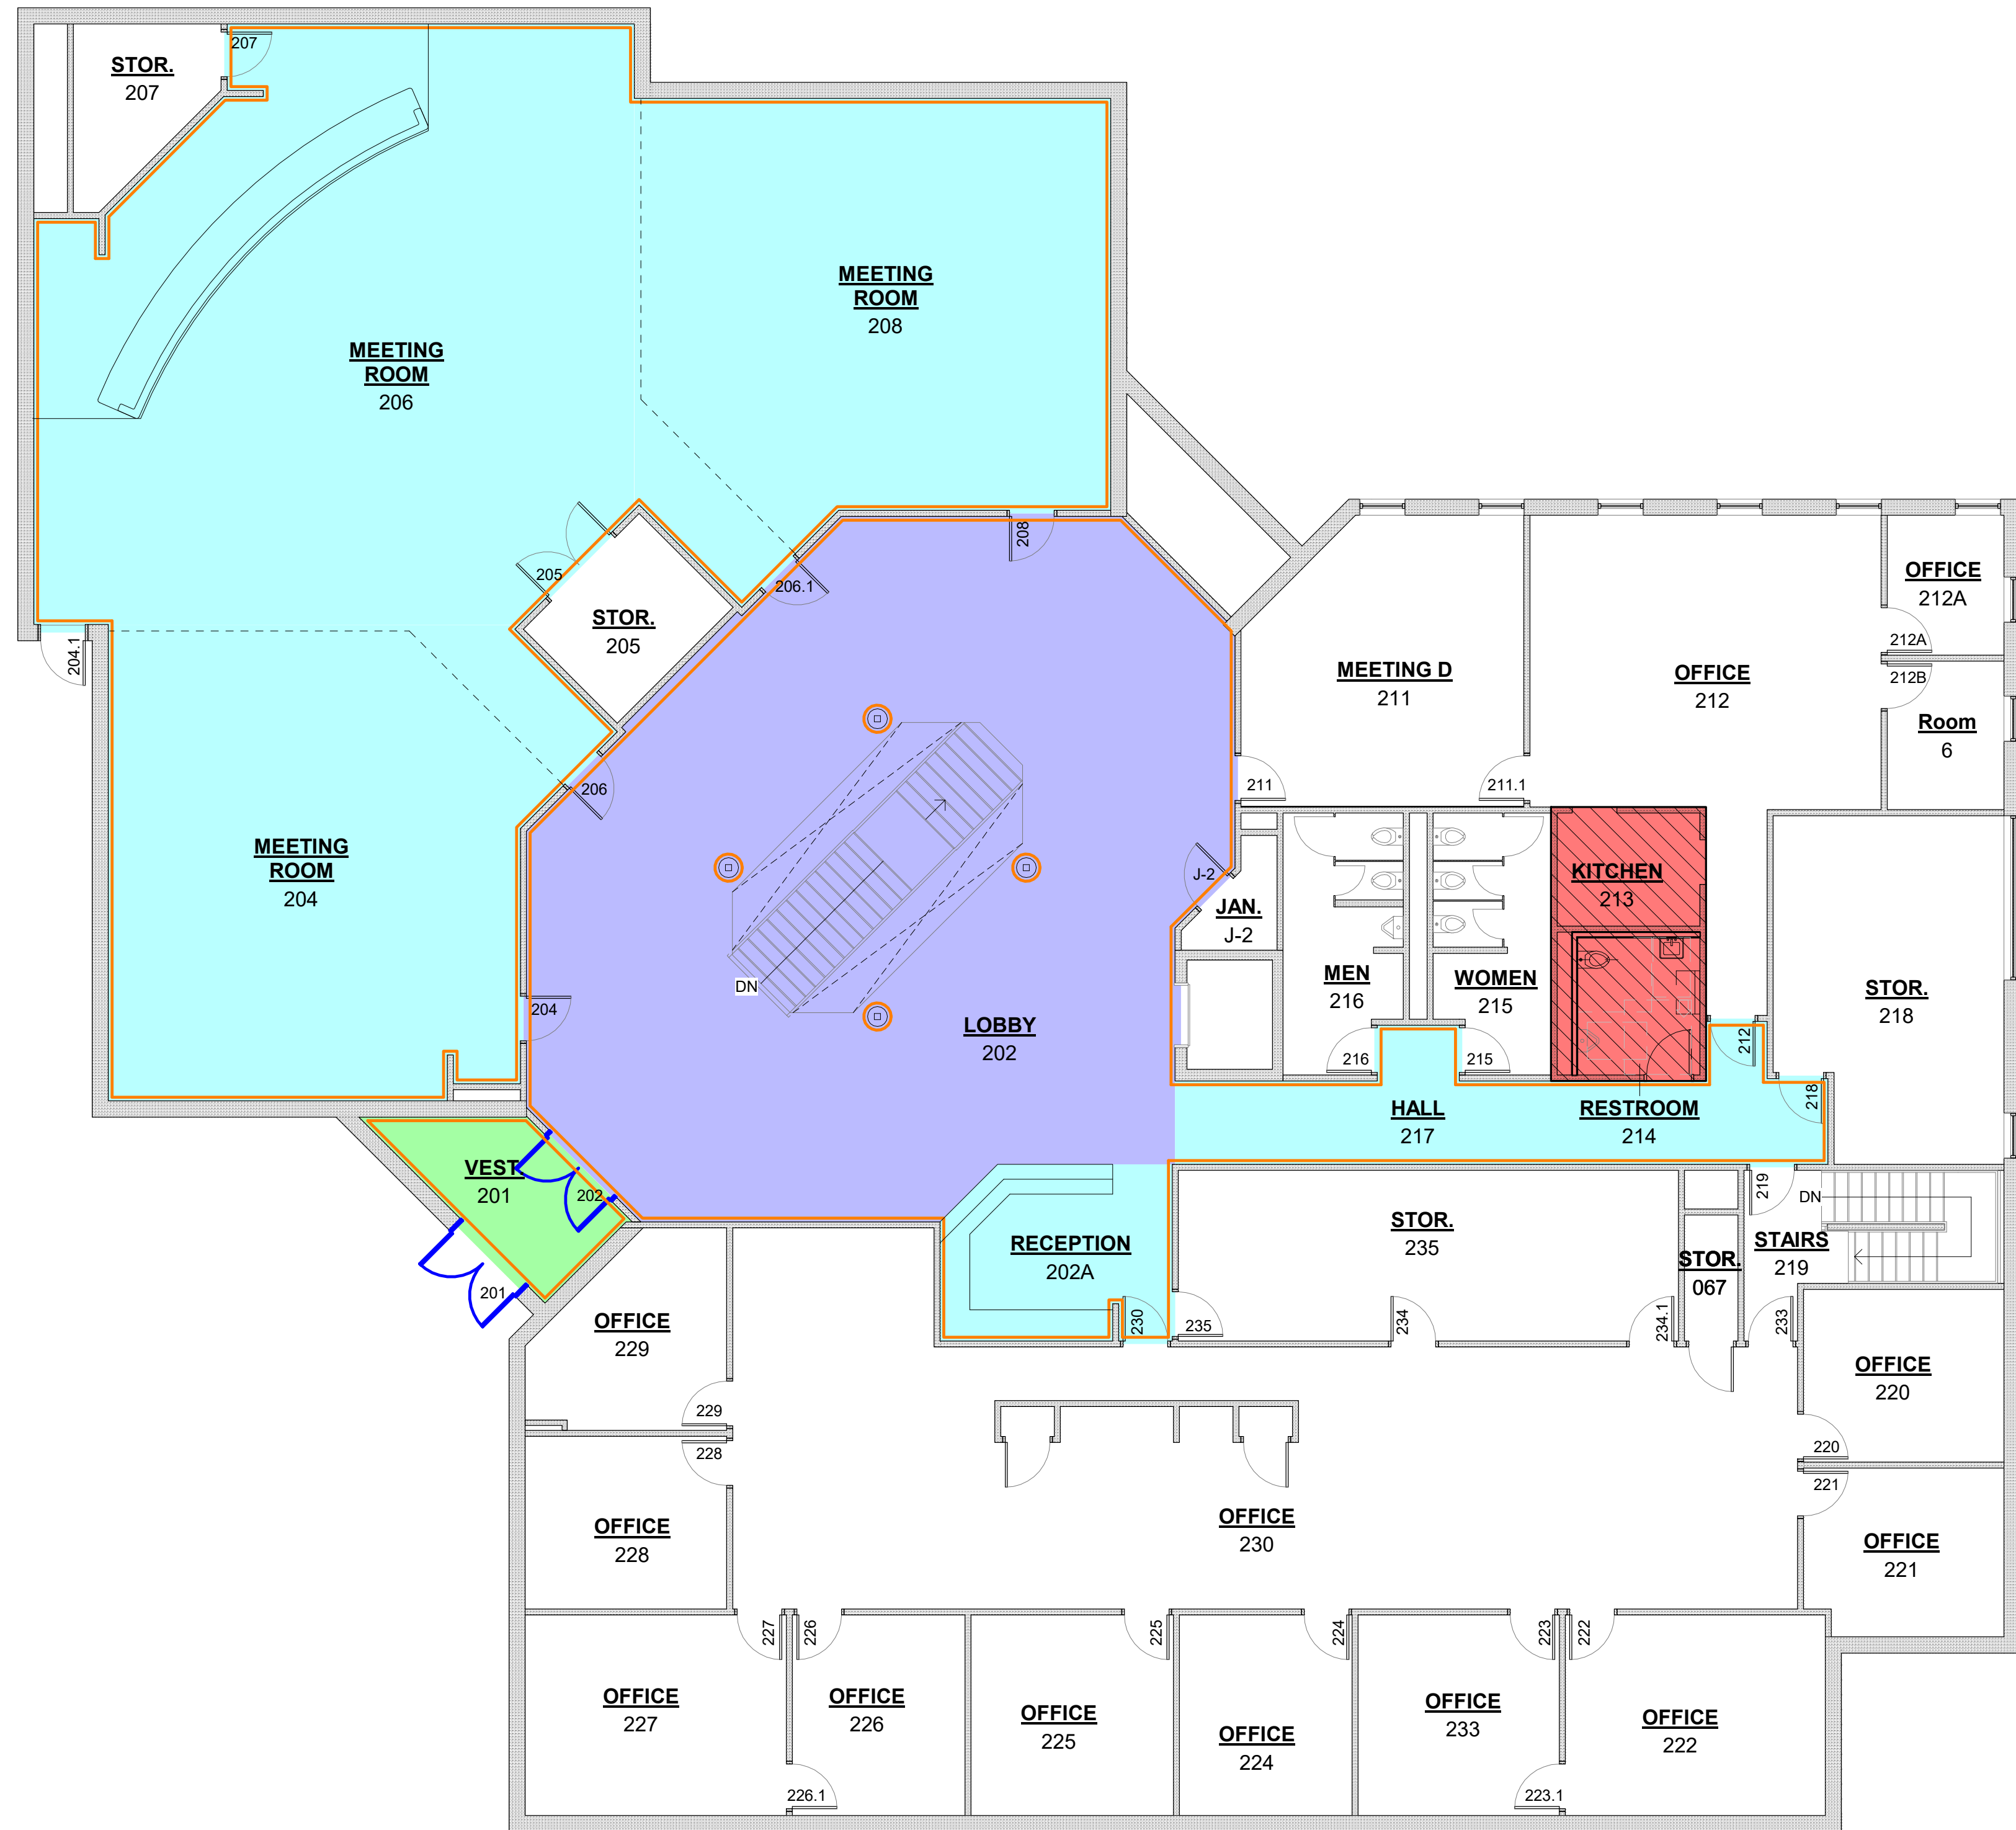 207
STOR.
207
MEETING
ROOM
208
MEETING
ROOM
206
208
205
206.1
OFFICE
212A
STOR.
205
212A
204.1
MEETING D
211
OFFICE
212
212B
Room
6
206
211
211.1
MEETING
ROOM
204
J-2
KITCHEN
213
JAN.
J-2
DN
MEN
216
WOMEN
215
STOR.
218
204
LOBBY
202
216
215
212
218
HALL
217
RESTROOM
214
VEST.
201
202
219
DN
RECEPTION
202A
STOR.
235
STOR.
067
STAIRS
219
201
OFFICE
229
230
235
234
234.1
233
OFFICE
220
229
228
220
221
OFFICE
228
OFFICE
230
OFFICE
221
227
226
225
224
223
222
OFFICE
227
OFFICE
226
OFFICE
225
OFFICE
224
OFFICE
233
OFFICE
222
226.1
223.1